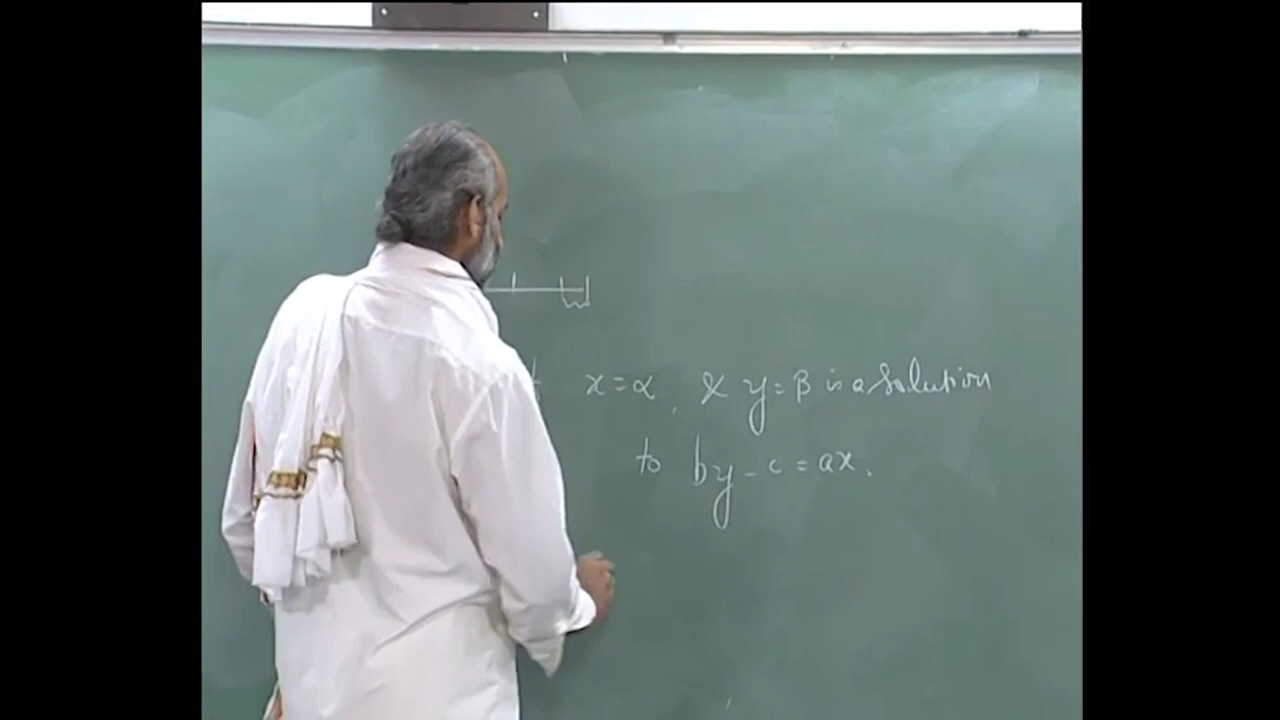 x = α, & y = β is a solution
to by - c = ax.